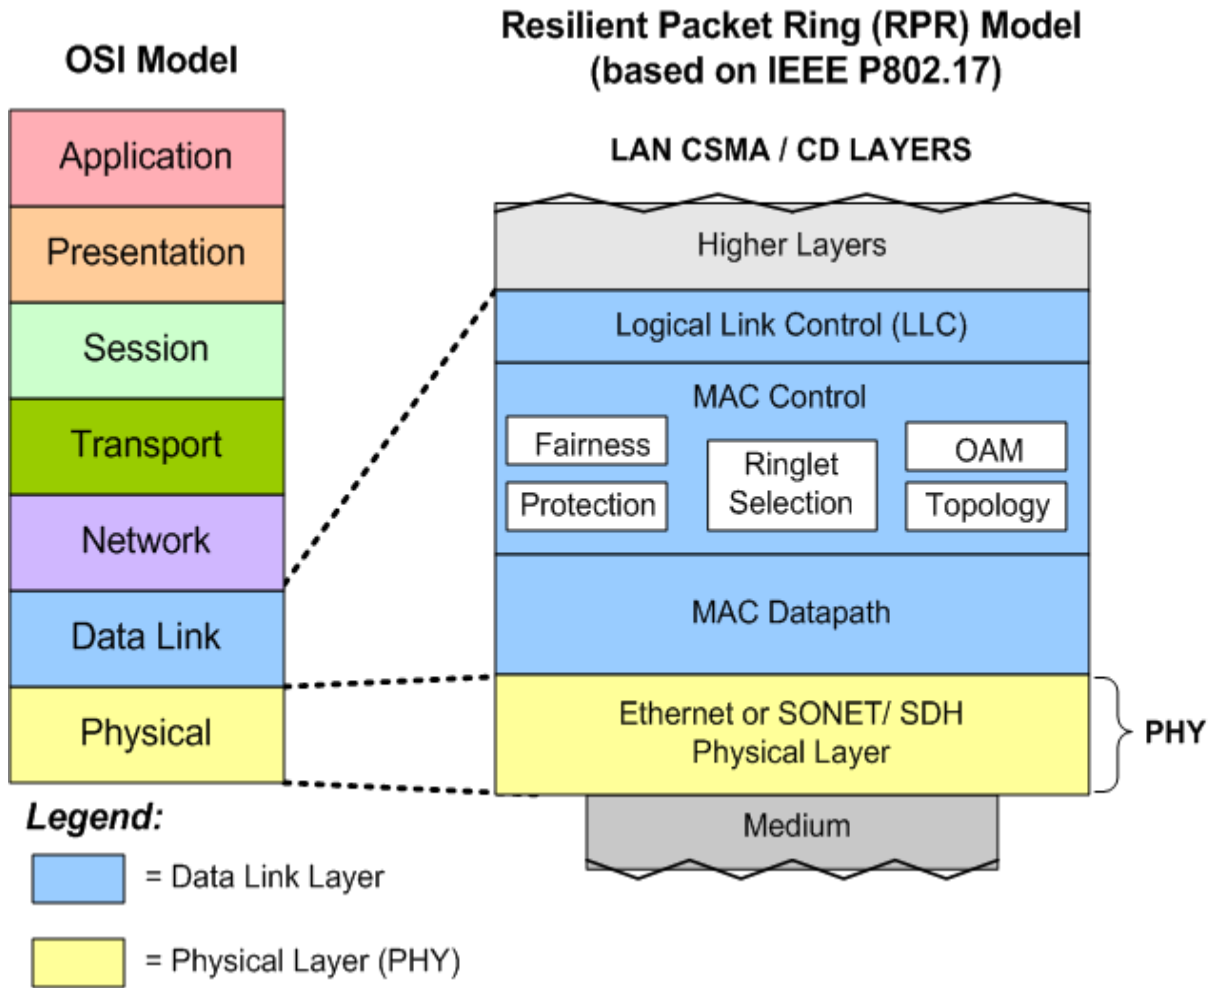 OSI Model
Application
Presentation
Session
Transport
Network
Data Link
Physical
Resilient Packet Ring (RPR) Model
(based on IEEE P802.17)
LAN CSMA / CD LAYERS
Higher Layers
Logical Link Control (LLC)
MAC Control
Fairness
Protection
Ringlet
Selection
OAM
Topology
MAC Datapath
Ethernet or SONET/ SDH
Physical Layer
PHY
Medium
Legend:
= Data Link Layer
= Physical Layer (PHY)